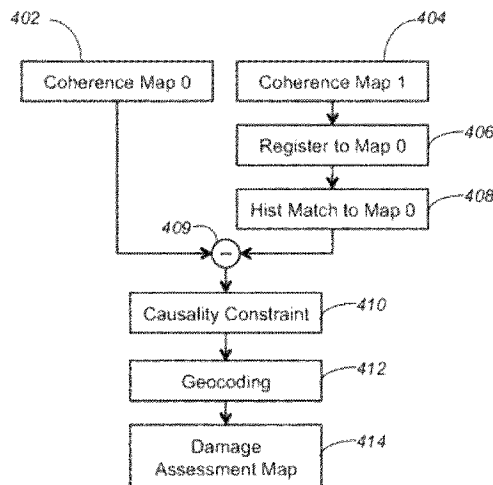 402
404
Coherence Map 0
Coherence Map 1
Register to Map 0
406
Hist Match to Map 0
408
409
−
Causality Constraint
410
Geocoding
412
Damage
Assessment Map
414